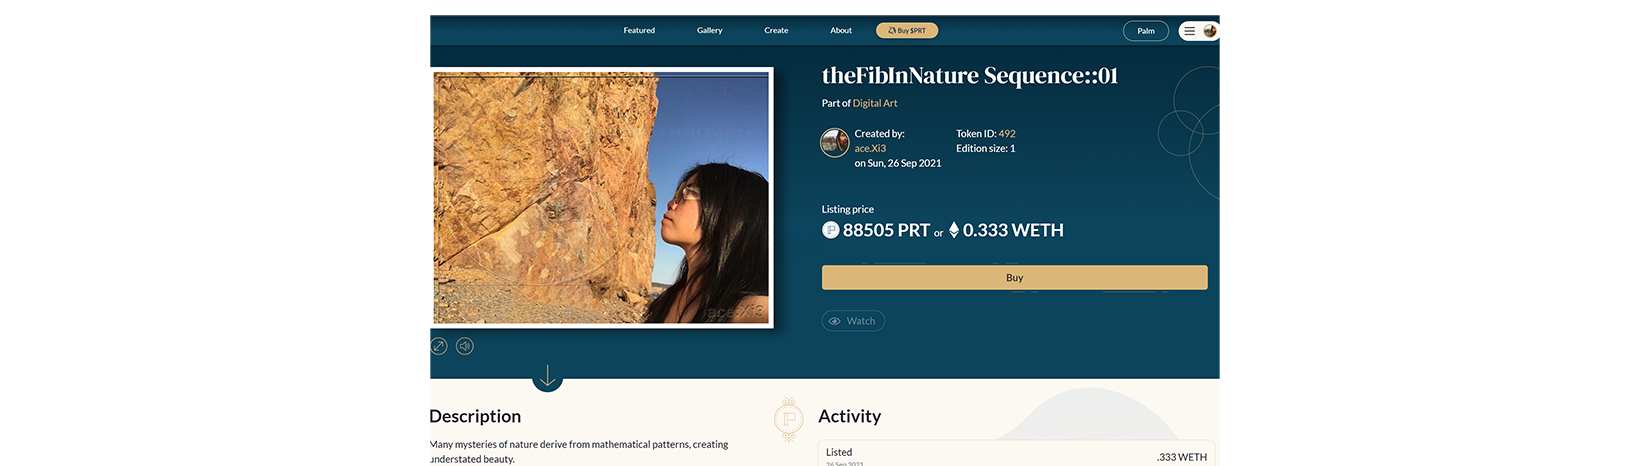 Featured
Gallery
Create
About
Buy $PRT
Palm
theFibInNature Sequence::01
Part of Digital Art
Created by:
ace.Xi3
on Sun, 26 Sep 2021
Token ID: 492
Edition size: 1
Listing price
88505 PRT or 0.333 WETH
Buy
Watch
ace.Xi3
Description
Many mysteries of nature derive from mathematical patterns, creating
understated beauty.
Activity
Listed
.333 WETH
26 Sep 2021